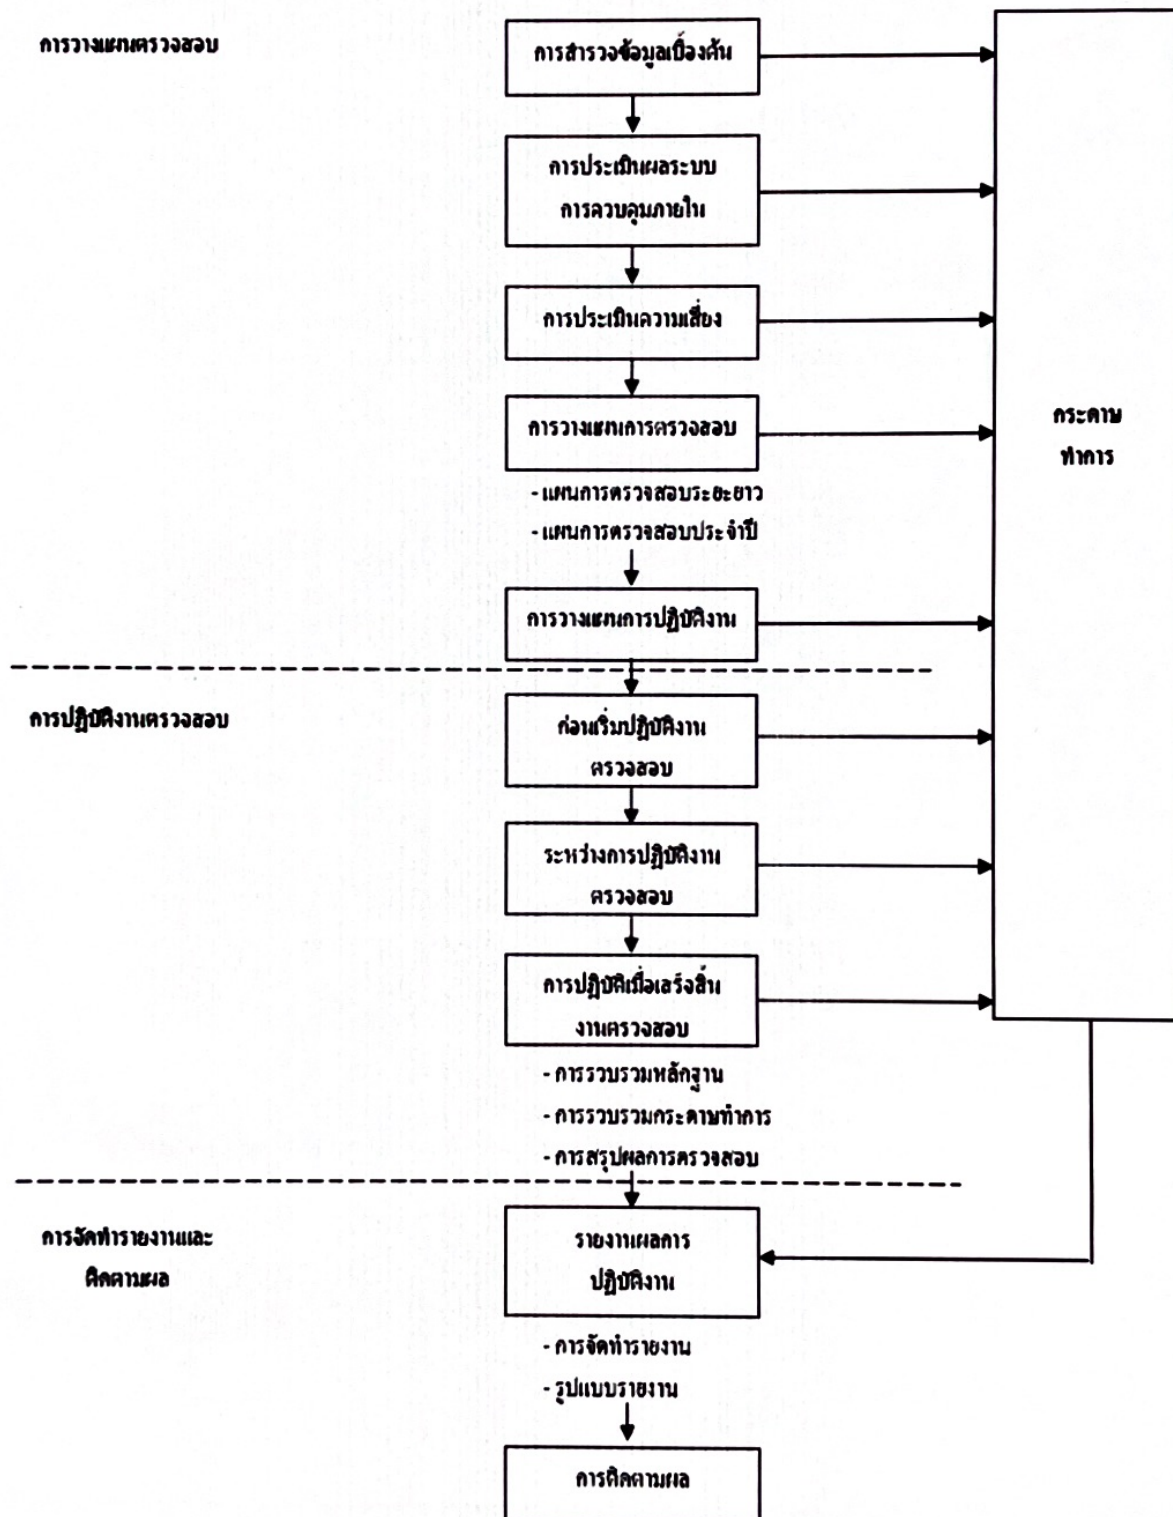 การวางแผนตรวจสอบ
การสำรวจข้อมูลเบื้องต้น
การประเมินผลระบบ
การควบคุมภายใน
การประเมินความเสี่ยง
การวางแผนการตรวจสอบ
- แผนการตรวจสอบระยะยาว
- แผนการตรวจสอบประจำปี
การวางแผนการปฏิบัติงาน
กระดาษ
ทำการ
การปฏิบัติงานตรวจสอบ
ก่อนเริ่มปฏิบัติงาน
ตรวจสอบ
ระหว่างการปฏิบัติงาน
ตรวจสอบ
การปฏิบัติเมื่อเสร็จสิ้น
งานตรวจสอบ
- การรวบรวมหลักฐาน
- การรวบรวมกระดาษทำการ
- การสรุปผลการตรวจสอบ
การจัดทำรายงานและ
ติดตามผล
รายงานผลการ
ปฏิบัติงาน
- การจัดทำรายงาน
- รูปแบบรายงาน
การติดตามผล